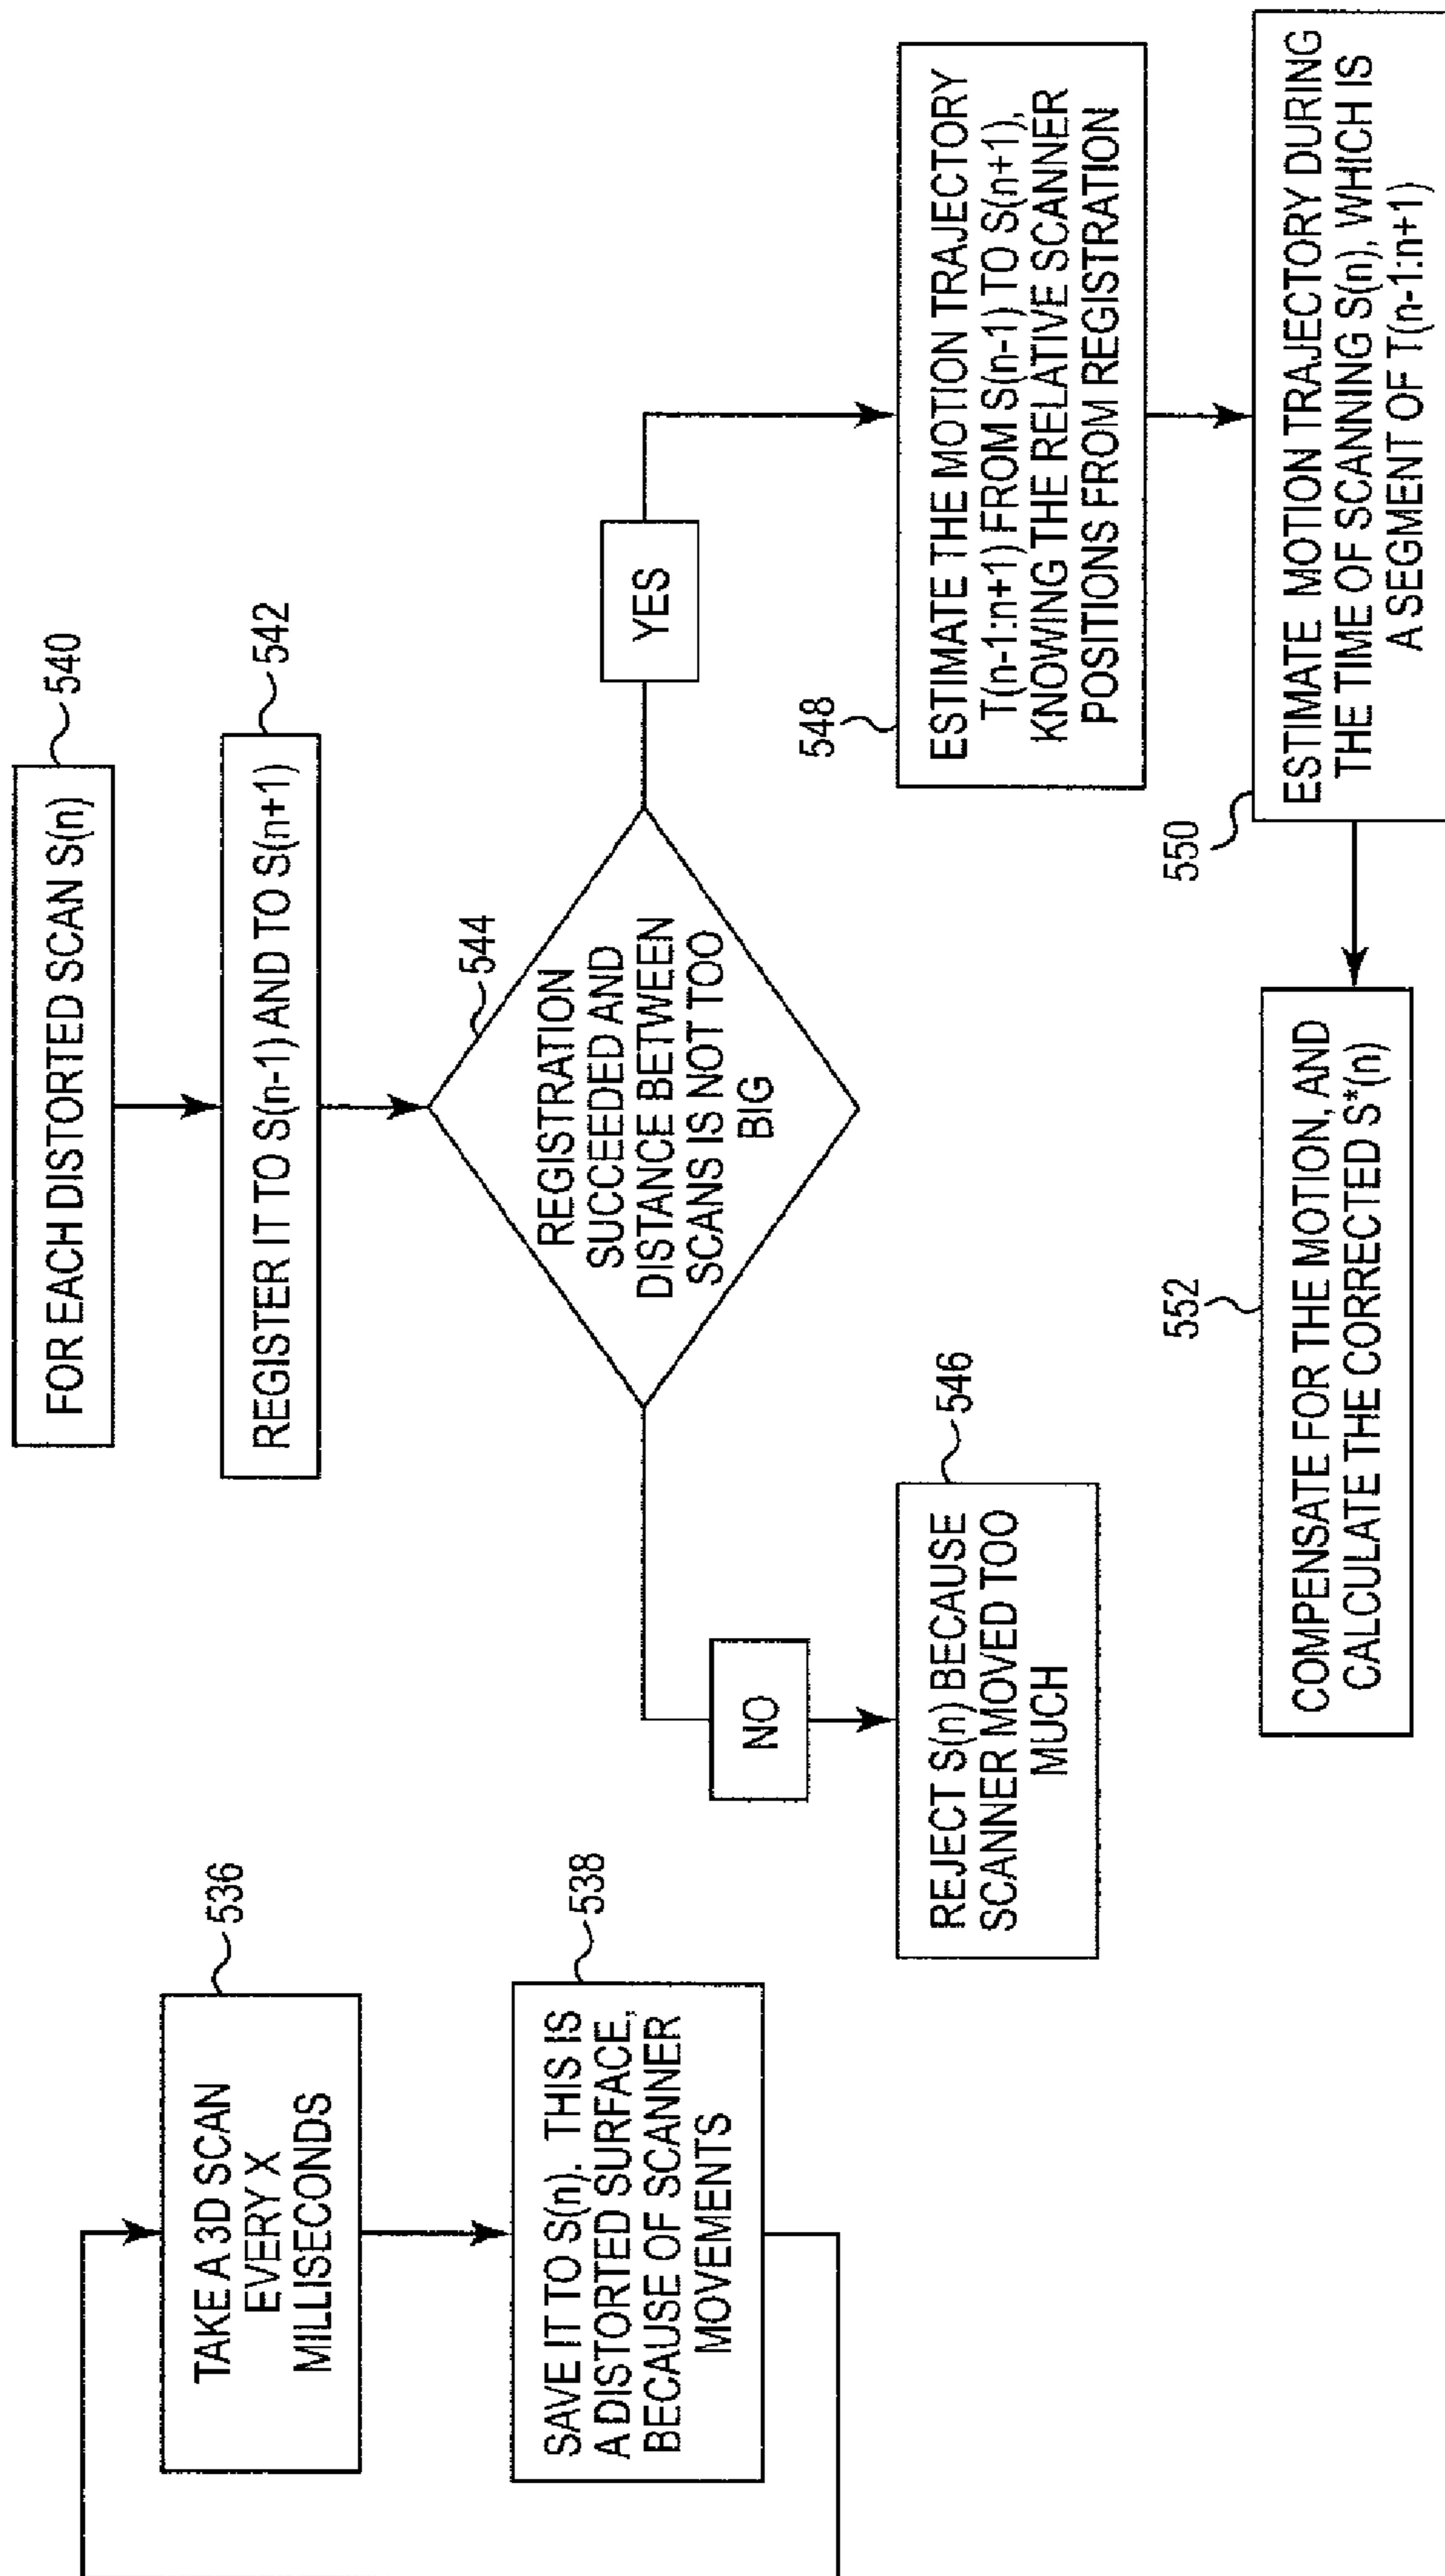 TAKE A 3D SCAN
EVERY X
MILLISECONDS
536
SAVE IT TO S(n). THIS IS
A DISTORTED SURFACE,
BECAUSE OF SCANNER
MOVEMENTS
538
FOR EACH DISTORTED SCAN S(n)
540
REGISTER IT TO S(n-1) AND TO S(n+1)
542
REGISTRATION
SUCCEEDED AND
DISTANCE BETWEEN
SCANS IS NOT TOO
BIG
544
NO
YES
REJECT S(n) BECAUSE
SCANNER MOVED TOO
MUCH
546
548
ESTIMATE THE MOTION TRAJECTORY
T(n-1:n+1) FROM S(n-1) TO S(n+1),
KNOWING THE RELATIVE SCANNER
POSITIONS FROM REGISTRATION
550
ESTIMATE MOTION TRAJECTORY DURING
THE TIME OF SCANNING S(n), WHICH IS
A SEGMENT OF T(n-1:n+1)
552
COMPENSATE FOR THE MOTION, AND
CALCULATE THE CORRECTED S*(n)